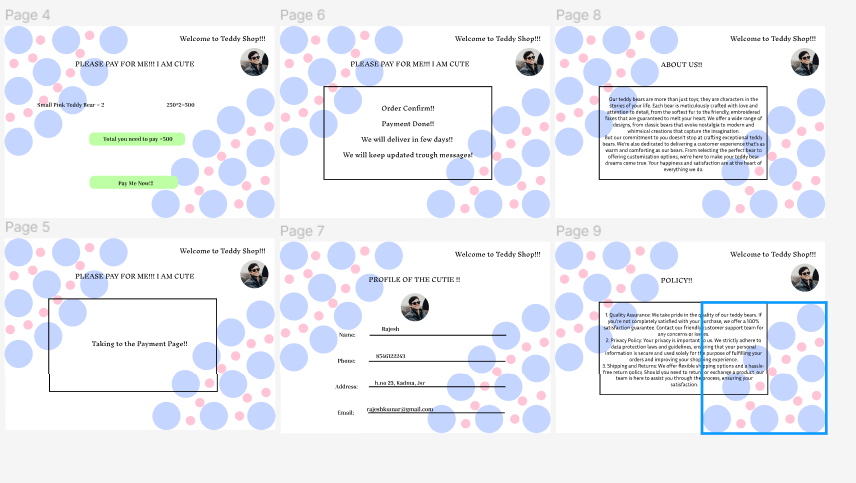 Page 4
Welcome to Teddy Shop!!!
PLEASE PAY FOR ME!!! I AM CUTE
Small Pink Teddy Bear - 2
250*2=500
Total you need to pay =500
Pay Me Now!!!
Page 6
Welcome to Teddy Shop!!!
PLEASE PAY FOR ME!!! I AM CUTE
Order Confirm!!
Payment Done!!
We will deliver in few days!!
We will keep updated trough messages!
Page 8
Welcome to Teddy Shop!!!
ABOUT US!!
Our teddy bears are more than just toys; they are characters in the
stories of your life. Each bear is meticulously crafted with love and
attention to detail, from the softest fur to the friendly, embroidered
faces that are guaranteed to melt your heart. We offer a wide range of
designs, from classic bears that evoke nostalgia to modern and
whimsical creations that capture the imagination.
But our commitment to you doesn't stop at crafting exceptional teddy
bears. We're also dedicated to delivering a customer experience that's as
warm and comforting as our bears. From selecting the perfect bear to
offering customization options, we're here to make your teddy bear
dreams come true. Your happiness and satisfaction are at the heart of
everything we do.
Page 5
Welcome to Teddy Shop!!!
PLEASE PAY FOR ME!!! I AM CUTE
Taking to the Payment Page!!
Page 7
Welcome to Teddy Shop!!!
PROFILE OF THE CUTIE !!
Name: Rajesh
Phone: 8546122243
Address: h.no 25, Kadma, Jsr
Email: rajeshkumar@gmail.com
Page 9
Welcome to Teddy Shop!!!
POLICY!!
1. Quality Assurance: We take pride in the quality of our teddy bears. If
you're not completely satisfied with your purchase, we offer a 100%
satisfaction guarantee. Contact our friendly customer support team for
any concerns or issues.
2. Privacy Policy: Your privacy is important to us. We strictly adhere to
data protection laws and guidelines, ensuring that your personal
information is secure and used solely for the purpose of fulfilling your
orders and improving your shopping experience.
3. Shipping and Returns: We offer flexible shipping options and a hassle-
free return policy. Should you need to return or exchange a product, our
team is here to assist you through the process, ensuring your
satisfaction.